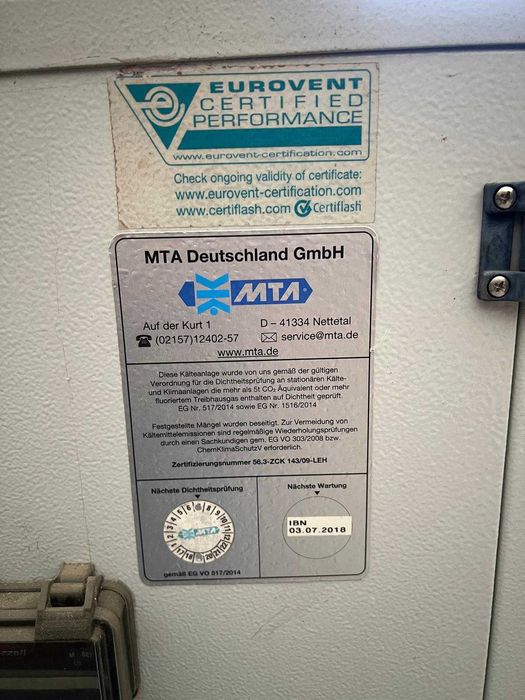 EUROVENT
CERTIFIED
PERFORMANCE
www.eurovent-certification.com
Check ongoing validity of certificate:
www.eurovent-certification.com
www.certiflash.com Certiflash
MTA Deutschland GmbH
MTA
Auf der Kurt 1 D – 41334 Nettetal
(02157)12402-57 service@mta.de
www.mta.de
Diese Kälteanlage wurde von uns gemäß der gültigen
Verordnung für die Dichtheitsprüfung an stationären Kälte-
und Klimaanlagen die mehr als 5t CO₂ Äquivalent oder mehr
fluoriertem Treibhausgas enthalten auf Dichtheit geprüft.
EG Nr. 517/2014 sowie EG Nr. 1516/2014
Festgestellte Mängel wurden beseitigt. Zur Vermeidung von
Kältemittelemissionen sind regelmäßige Wiederholungsprüfungen
durch einen Sachkundigen gem. EG VO 303/2008 bzw.
ChemKlimaSchutzV erforderlich.
Zertifizierungsnummer 56.3-ZCK 143/09-LEH
Nächste Dichtheitsprüfung
MTA
gemäß EG VO 517/2014
Nächste Wartung
IBN
03.07.2018